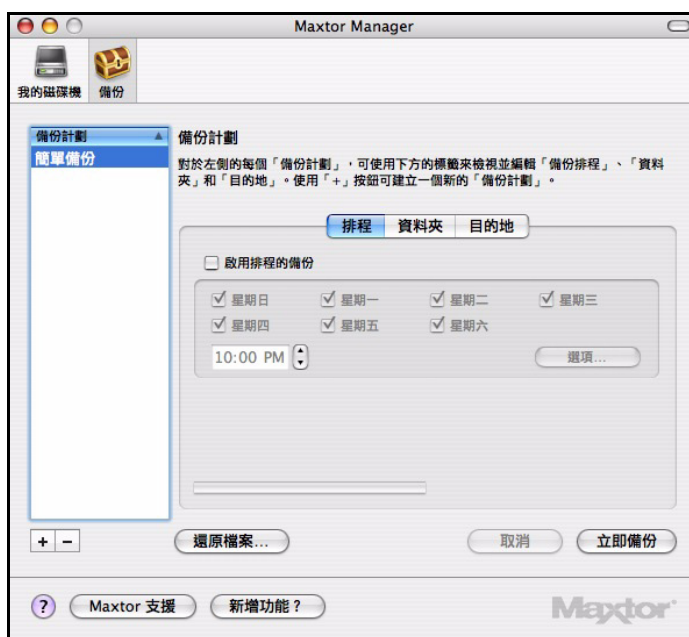 Maxtor Manager
我的磁碟機
備份
備份計劃
簡單備份
備份計劃
對於左側的每個「備份計劃」，可使用下方的標籤來檢視並編輯「備份排程」、「資料
夾」和「目的地」。使用「+」按鈕可建立一個新的「備份計劃」。
排程
資料夾
目的地
啟用排程的備份
星期日
星期一
星期二
星期三
星期四
星期五
星期六
10:00 PM
選項...
+
−
還原檔案...
取消
立即備份
?
Maxtor 支援
新增功能？
Maxtor